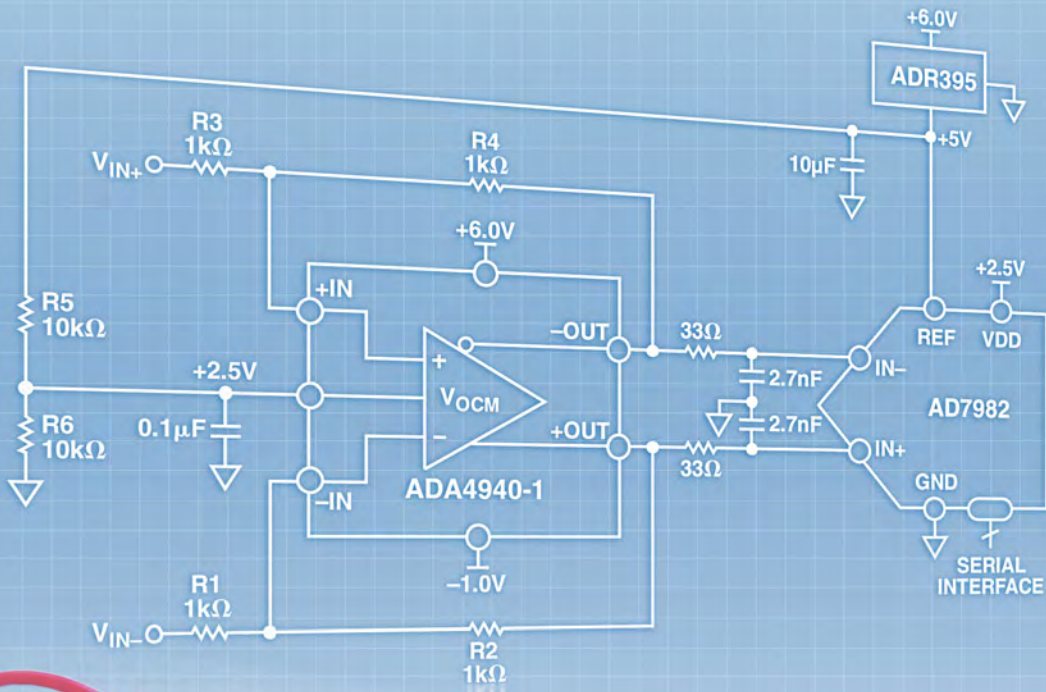 +6.0V
ADR395
+5V
10μF
R3
1kΩ
VIN+
R4
1kΩ
+6.0V
+IN
R5
10kΩ
+2.5V
0.1μF
R6
10kΩ
+
VOCM
–
–IN
ADA4940-1
–1.0V
–OUT
+OUT
33Ω
2.7nF
2.7nF
33Ω
+2.5V
REF
VDD
IN–
AD7982
IN+
GND
SERIAL
INTERFACE
R1
1kΩ
VIN–
R2
1kΩ